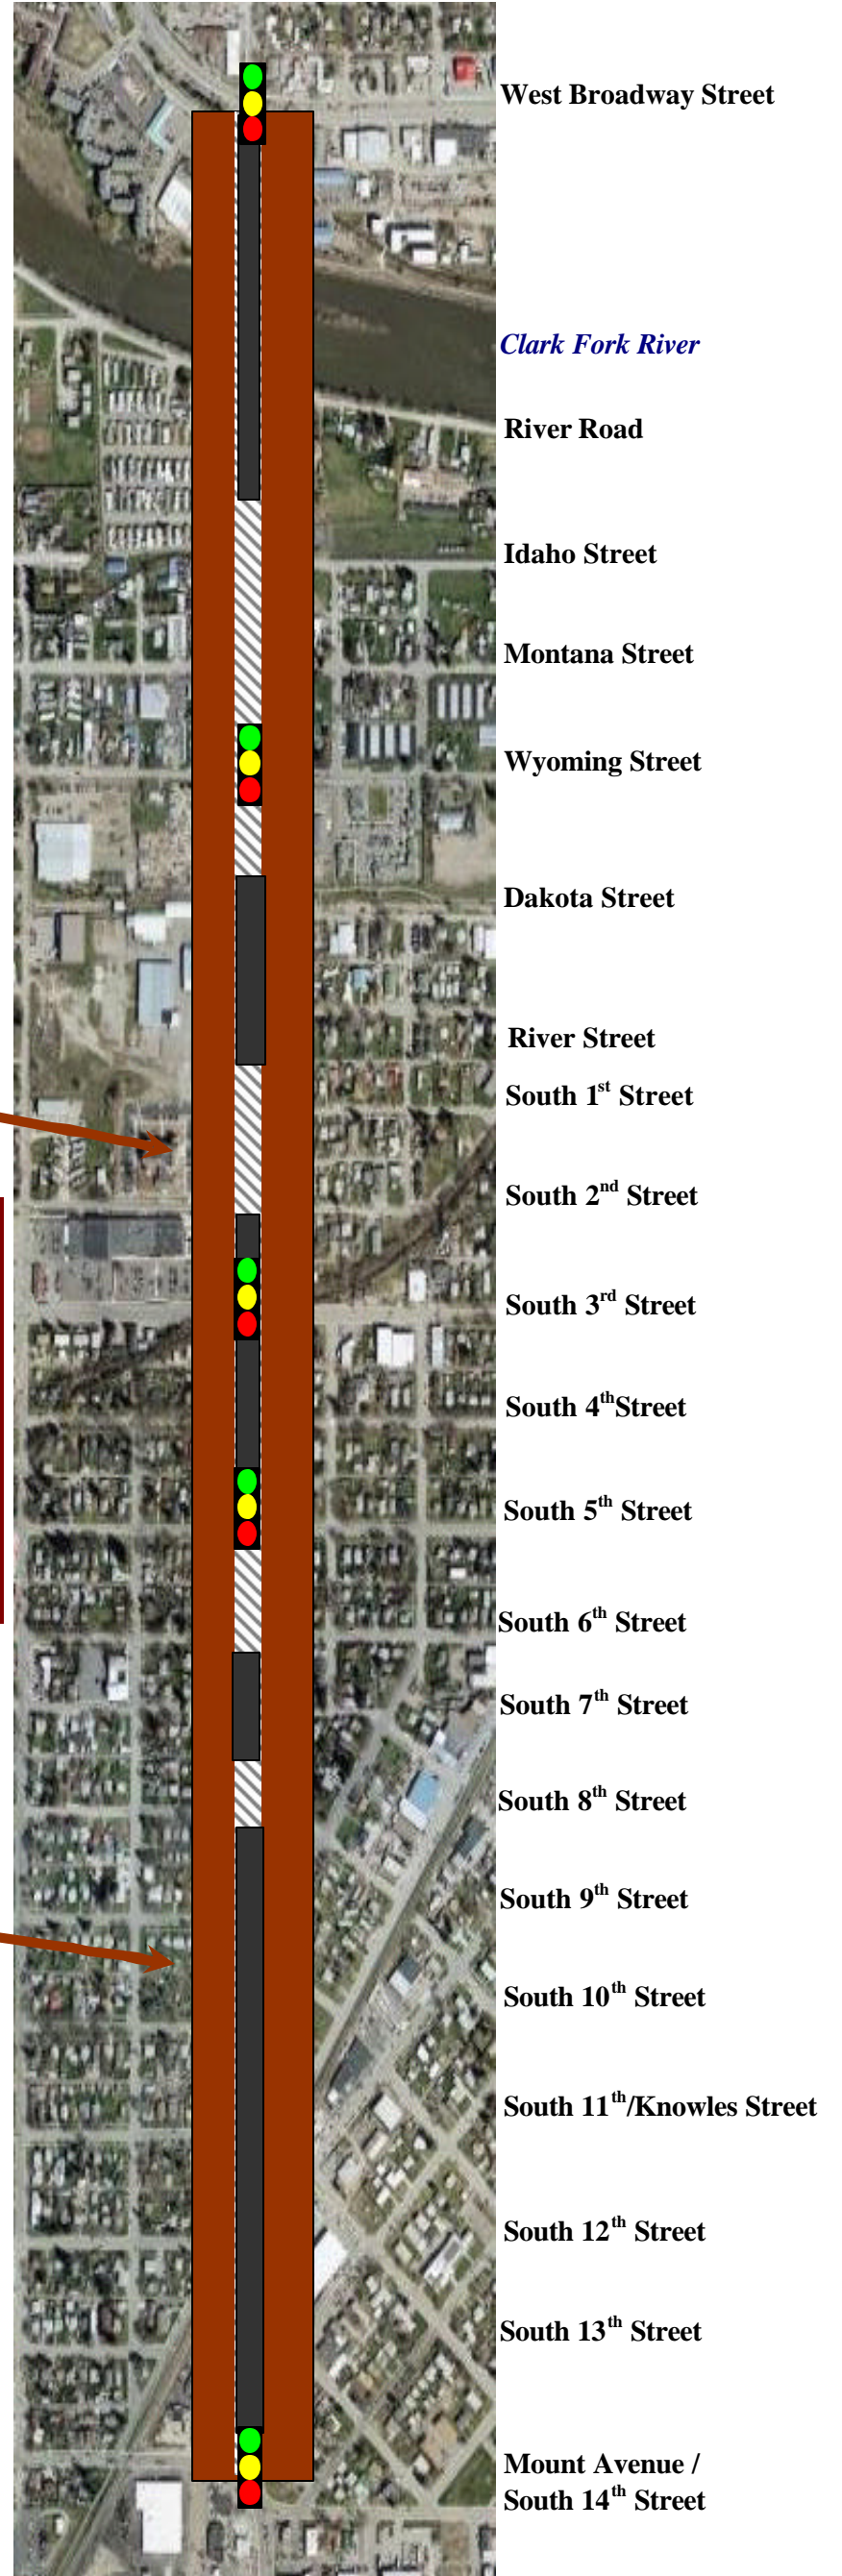 West Broadway Street
Clark Fork River
River Road
Idaho Street
Montana Street
Wyoming Street
Dakota Street
River Street
South 1st Street
South 2nd Street
South 3rd Street
South 4thStreet
South 5th Street
South 6th Street
South 7th Street
South 8th Street
South 9th Street
South 10th Street
South 11th/Knowles Street
South 12th Street
South 13th Street
Mount Avenue /
South 14th Street